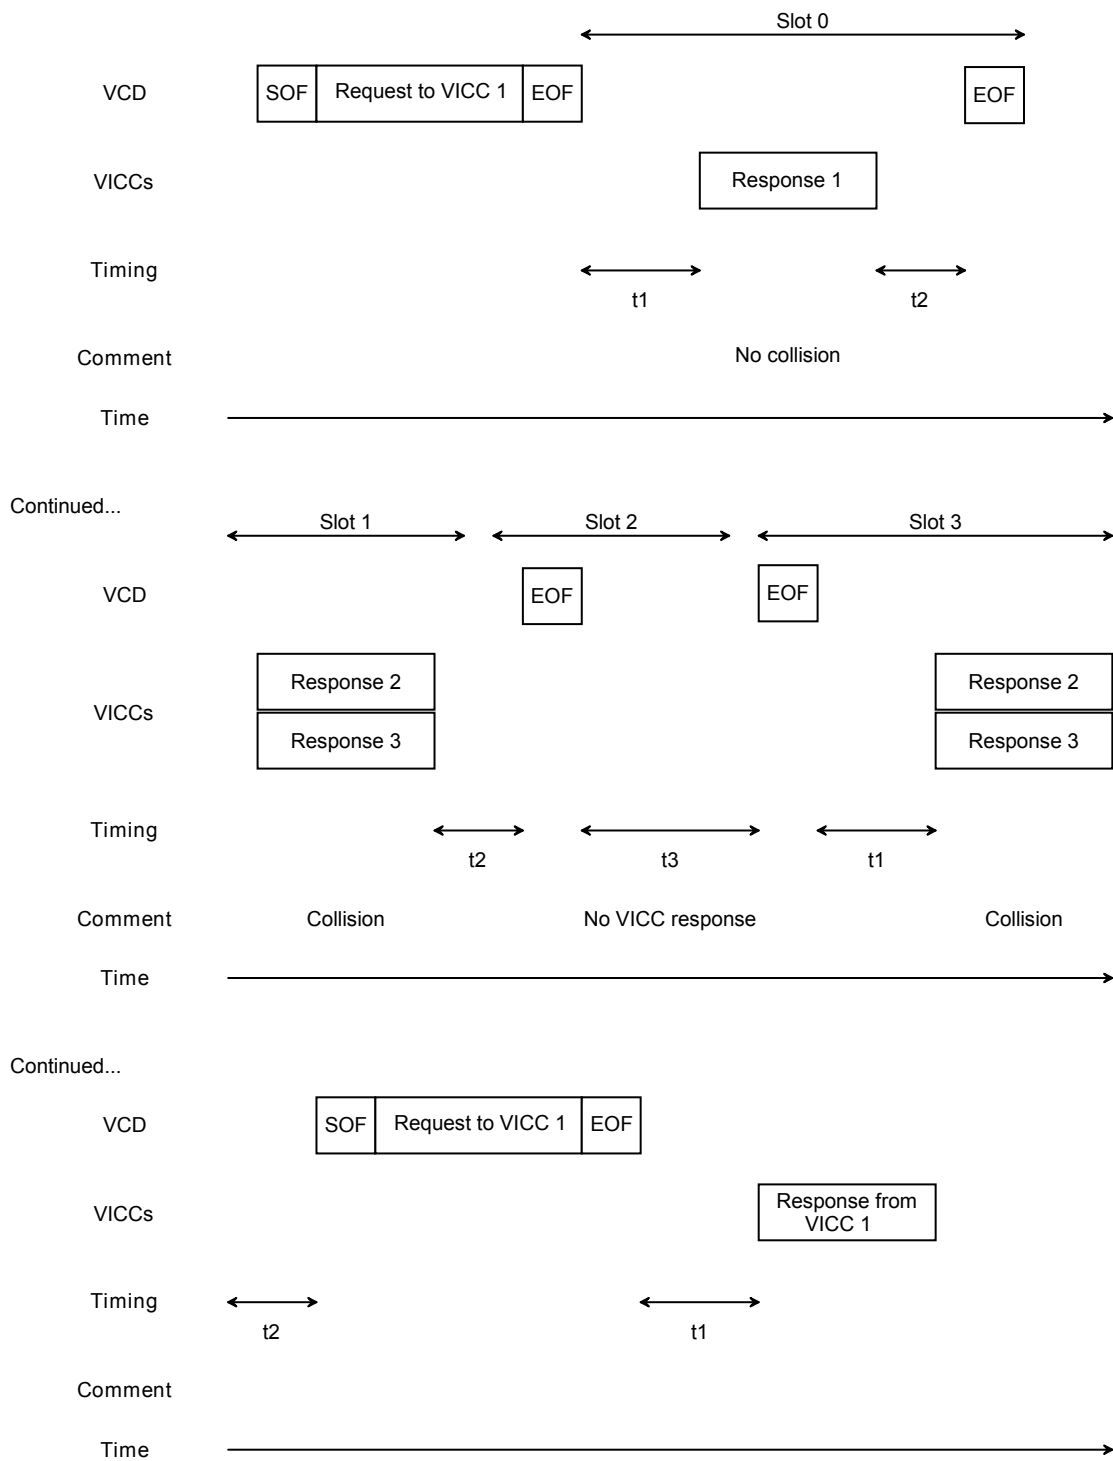 Slot 0
VCD
SOF
Request to VICC 1
EOF
EOF
VICCs
Response 1
Timing
t1
t2
Comment
No collision
Time
Continued...
Slot 1
Slot 2
Slot 3
VCD
EOF
EOF
VICCs
Response 2
Response 2
Response 3
Response 3
Timing
t2
t3
t1
Comment
Collision
No VICC response
Collision
Time
Continued...
VCD
SOF
Request to VICC 1
EOF
VICCs
Response from
VICC 1
Timing
t2
t1
Comment
Time